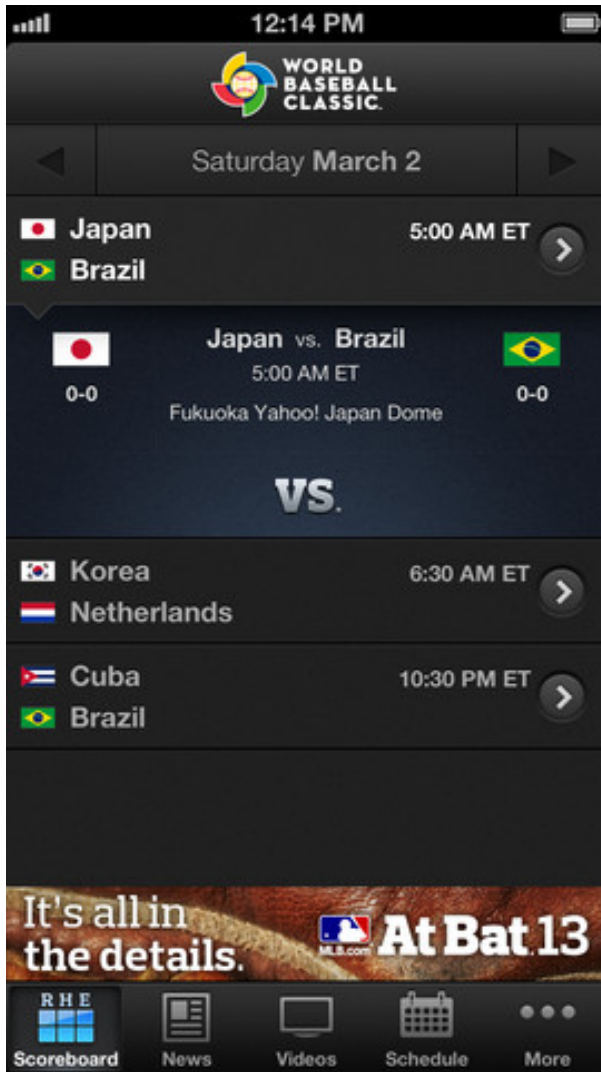 12:14 PM
WORLD
BASEBALL
CLASSIC.
Saturday March 2
Japan 5:00 AM ET
Brazil
Japan vs. Brazil
5:00 AM ET
0-0 0-0
Fukuoka Yahoo! Japan Dome
VS.
Korea 6:30 AM ET
Netherlands
Cuba 10:30 PM ET
Brazil
It's all in
the details.
MLB.com At Bat.13
R H E
Scoreboard News Videos Schedule More